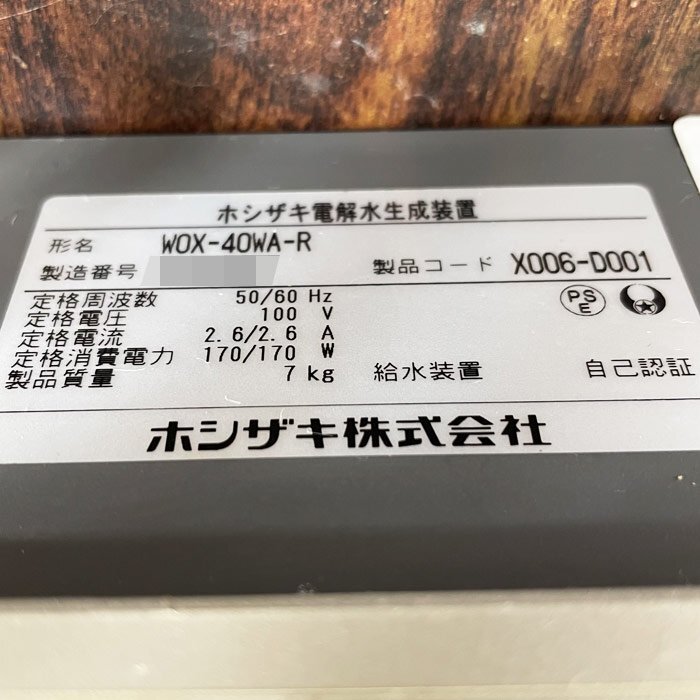 ホシザキ電解水生成装置
形名 WOX-40WA-R
製造番号 製品コード X006-D001
定格周波数 50/60 Hz
定格電圧 100 V
定格電流 2.6/2.6 A
定格消費電力 170/170 W
製品質量 7 kg 給水装置 自己認証
PS
E
ホシザキ株式会社